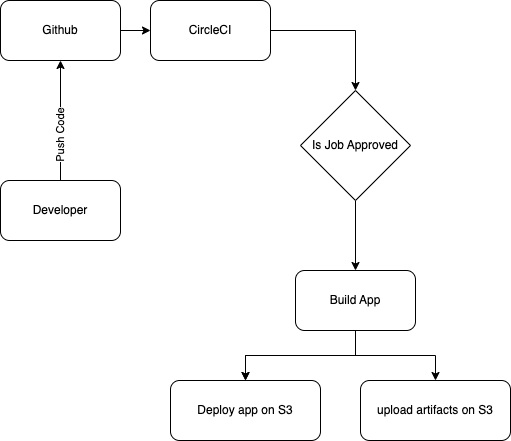 Github
CircleCI
Push Code
Is Job Approved
Developer
Build App
Deploy app on S3
upload artifacts on S3